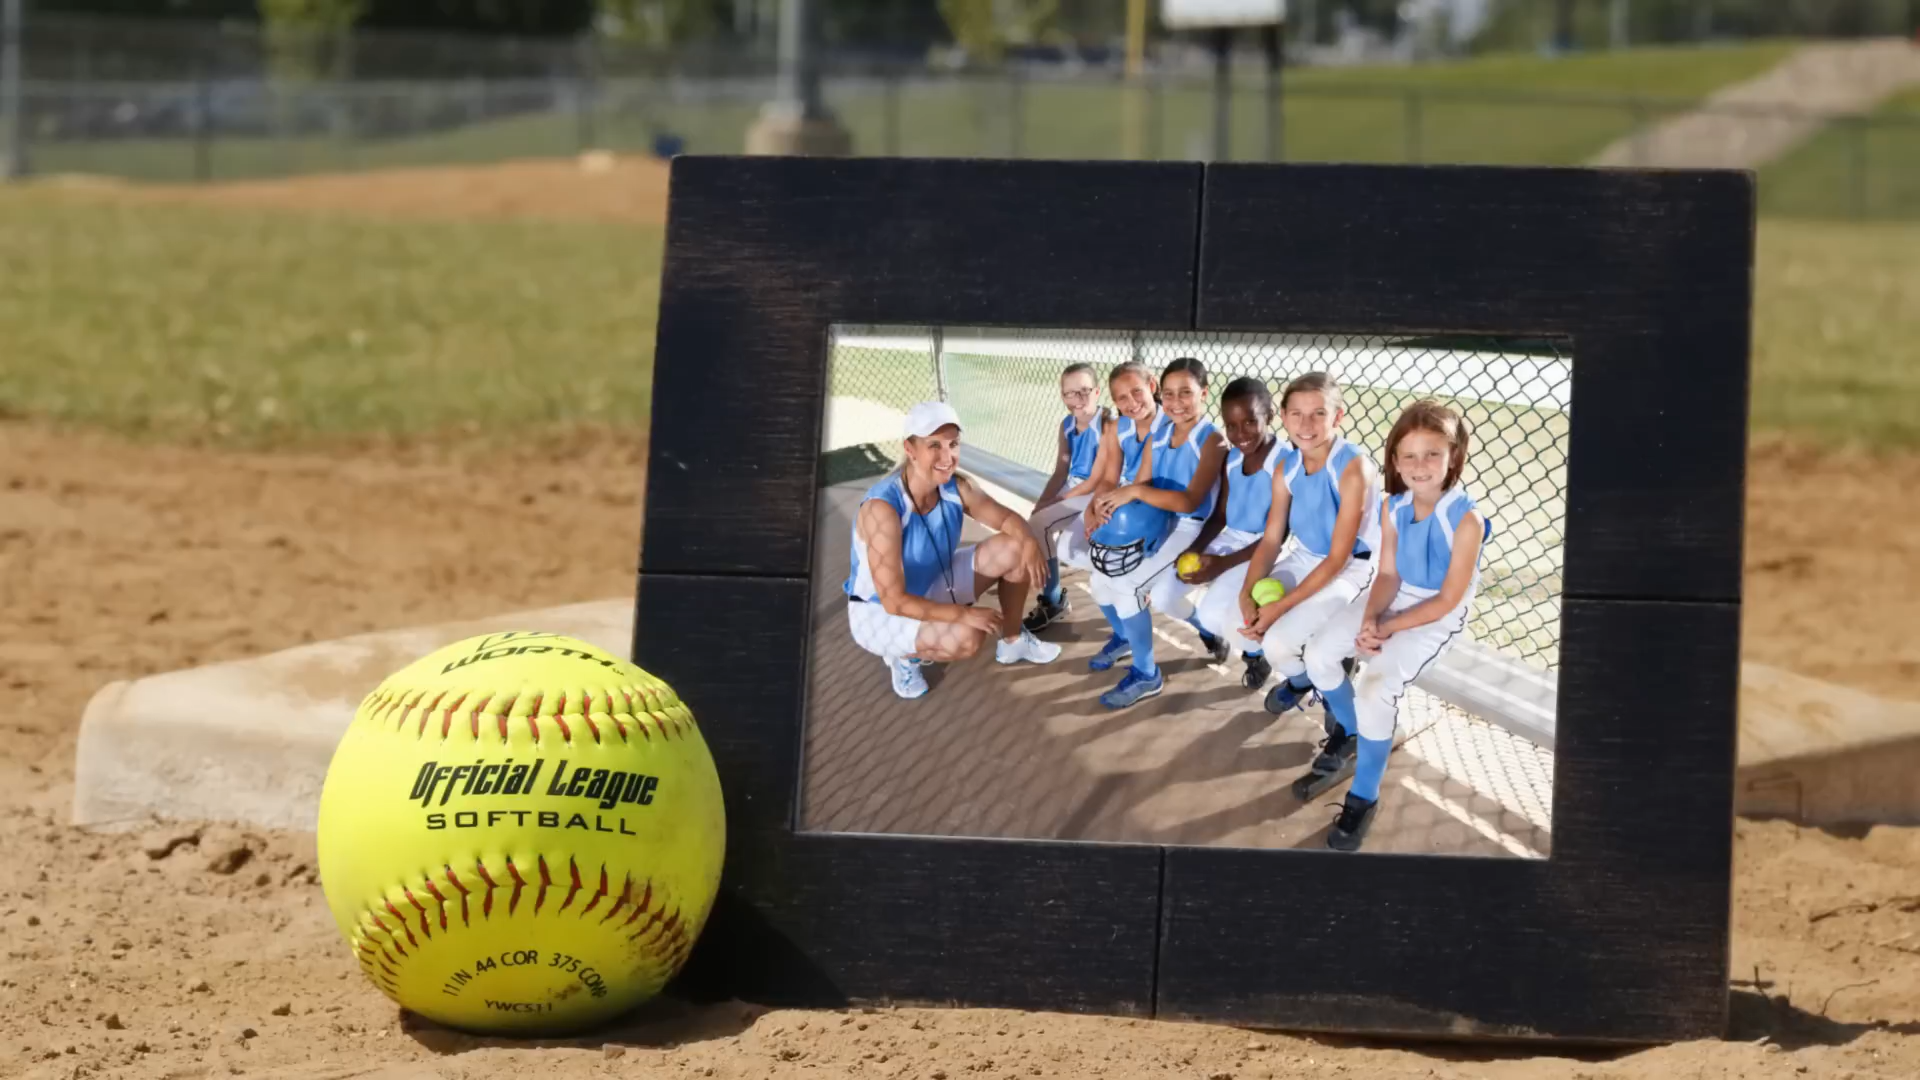 WORTH
Official League
SOFTBALL
11 IN .44 COR 375 COMP
YWCS11